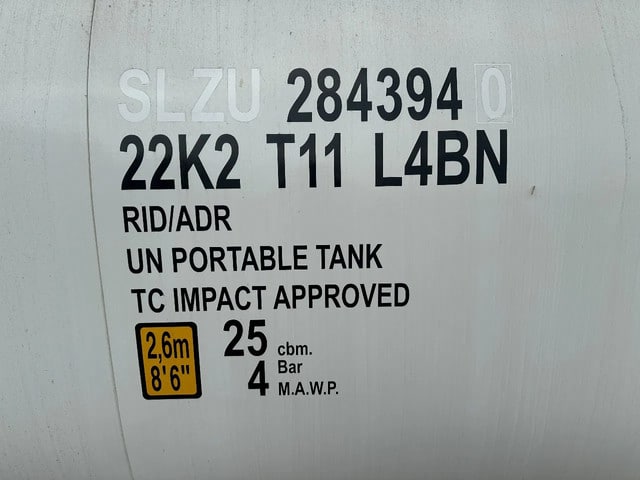 SLZU 284394 0
22K2 T11 L4BN
RID/ADR
UN PORTABLE TANK
TC IMPACT APPROVED
2,6m
8'6"
25 cbm.
4 Bar
M.A.W.P.